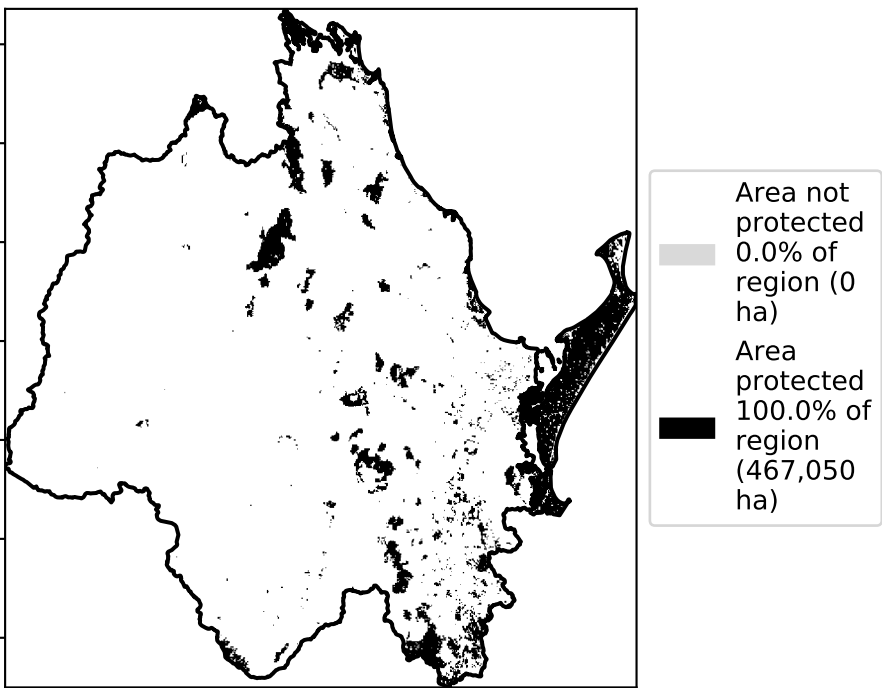 Area not
protected
0.0% of
region (0
ha)
Area
protected
100.0% of
region
(467,050
ha)